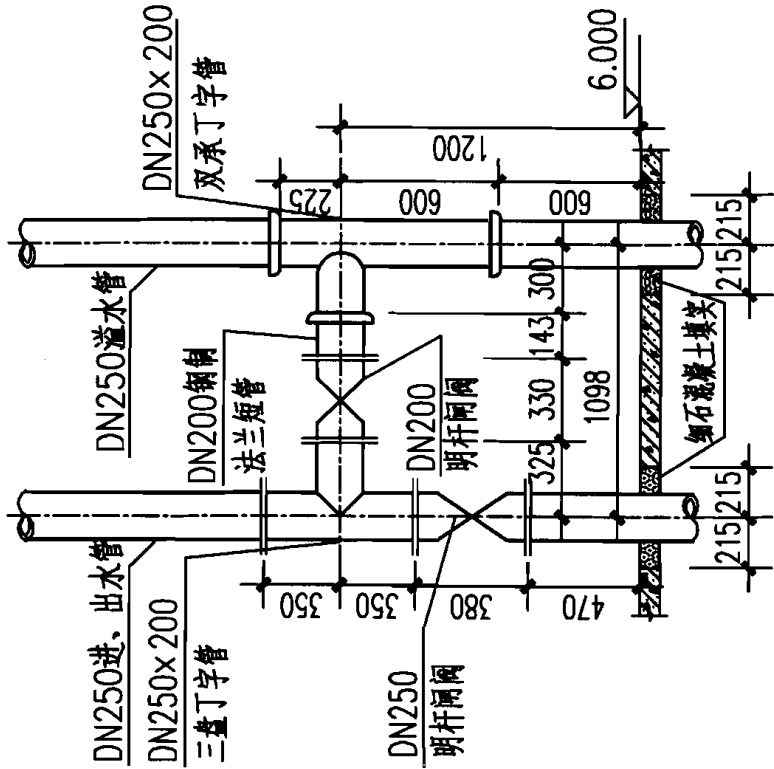 DN250进、出水管
DN250×200
三盘丁字管
DN250溢水管
DN250×200
双承丁字管
DN200钢制
法兰短管
DN200
明杆闸阀
DN250
明杆闸阀
6.000
1200
225
600
600
350
350
380
470
325
330
143
300
1098
细石混凝土填实
215
215
215
215